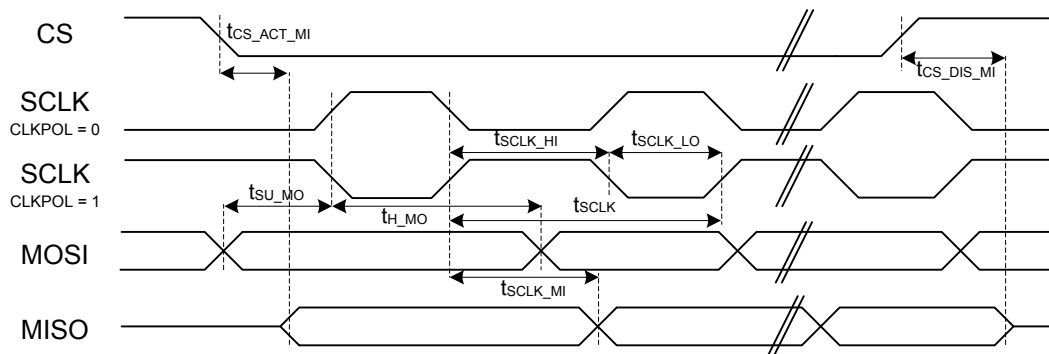 CS
tCS_ACT_MI
tCS_DIS_MI
SCLK
CLKPOL = 0
tSCLK_HI
tSCLK_LO
SCLK
CLKPOL = 1
tSU_MO
tH_MO
tSCLK
MOSI
tSCLK_MI
MISO